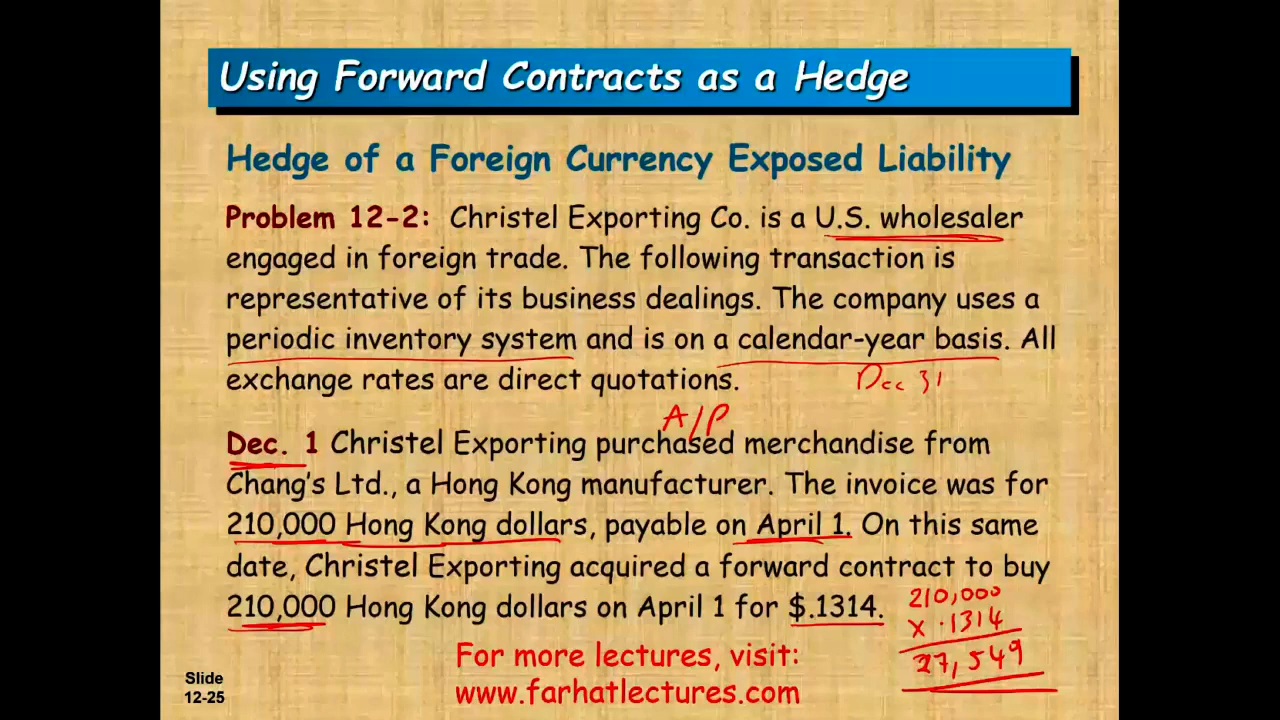 Using Forward Contracts as a Hedge
Hedge of a Foreign Currency Exposed Liability
Problem 12-2: Christel Exporting Co. is a U.S. wholesaler
engaged in foreign trade. The following transaction is
representative of its business dealings. The company uses a
periodic inventory system and is on a calendar-year basis. All
exchange rates are direct quotations.
Dec 31
A/P
Dec. 1 Christel Exporting purchased merchandise from
Chang's Ltd., a Hong Kong manufacturer. The invoice was for
210,000 Hong Kong dollars, payable on April 1. On this same
date, Christel Exporting acquired a forward contract to buy
210,000 Hong Kong dollars on April 1 for $.1314.
210,000
x .1314
27,549
For more lectures, visit:
www.farhatlectures.com
Slide
12-25